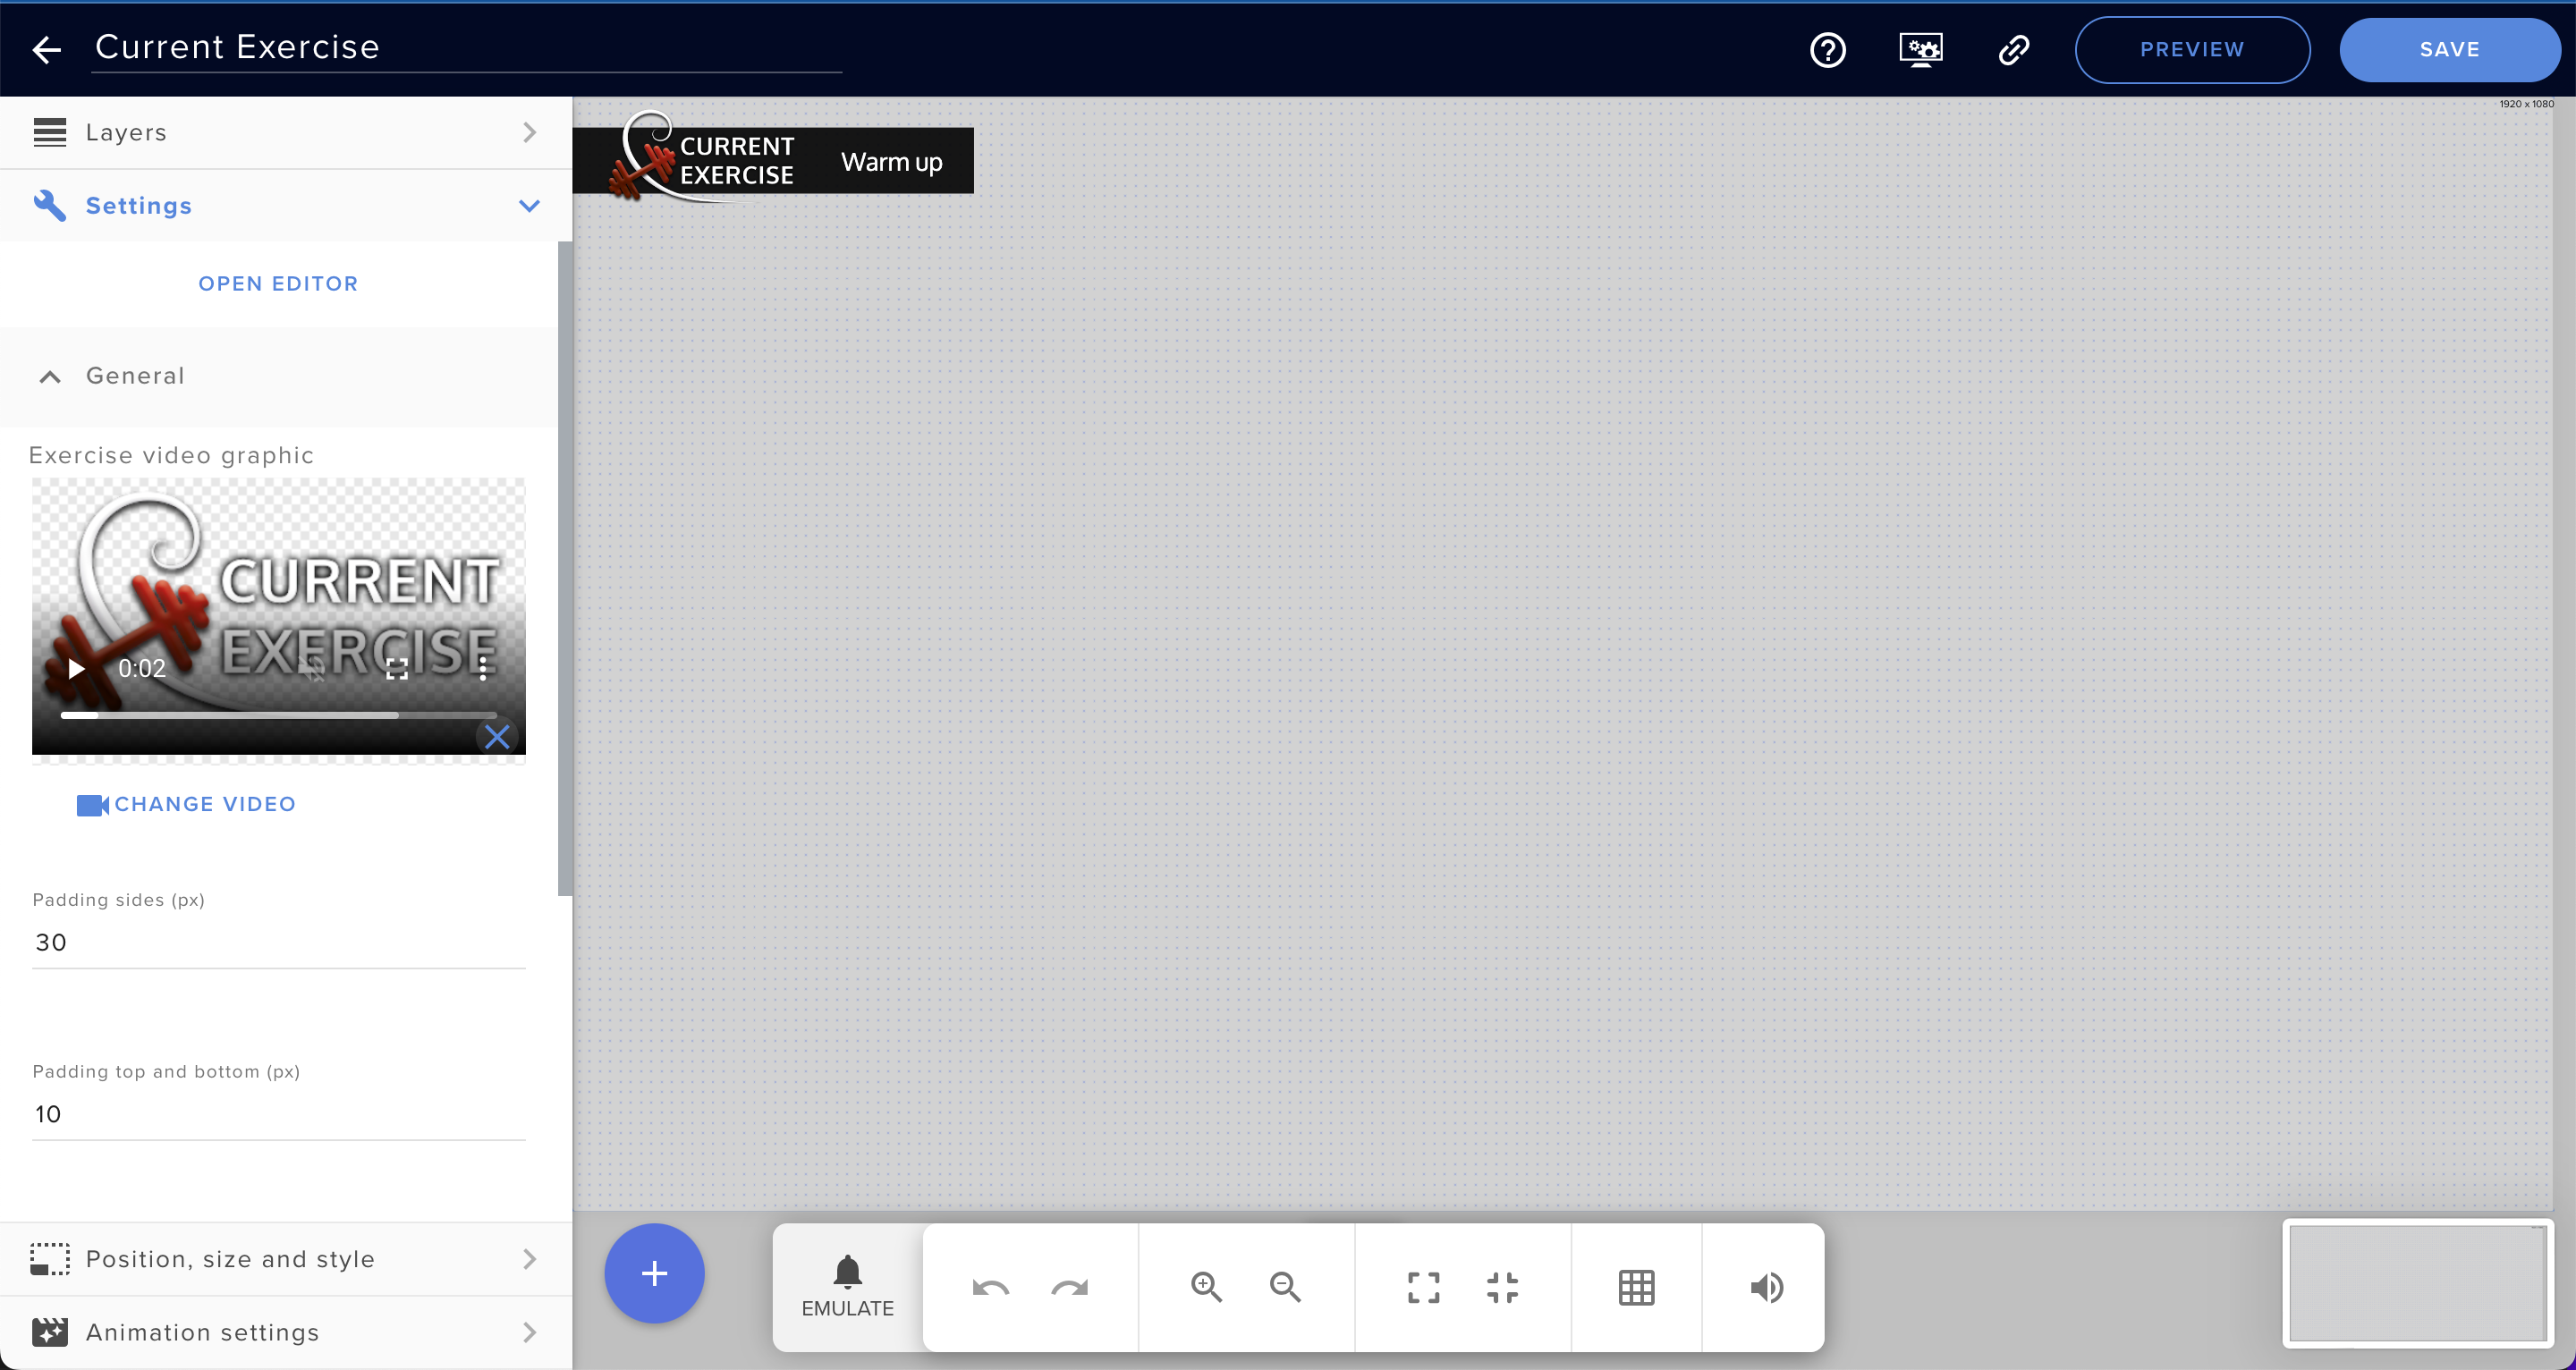 Current Exercise
PREVIEW
SAVE
Layers
Settings
OPEN EDITOR
General
Exercise video graphic
CURRENT
EXERCISE
0:02
CHANGE VIDEO
Padding sides (px)
30
Padding top and bottom (px)
10
Position, size and style
Animation settings
1920 x 1080
CURRENT
EXERCISE
Warm up
EMULATE